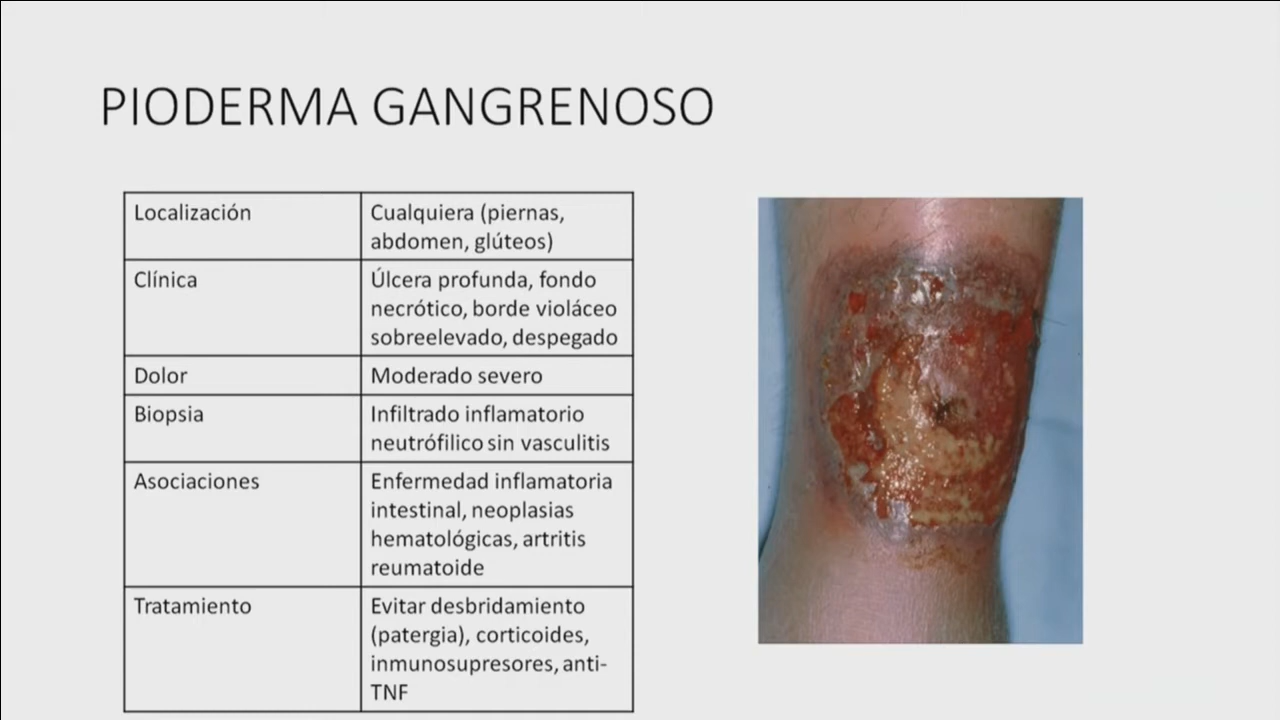 PIODERMA GANGRENOSO
Localización
Cualquiera (piernas,
abdomen, glúteos)
Clínica
Úlcera profunda, fondo
necrótico, borde violáceo
sobreelevado, despegado
Dolor
Moderado severo
Biopsia
Infiltrado inflamatorio
neutrófilico sin vasculitis
Asociaciones
Enfermedad inflamatoria
intestinal, neoplasias
hematológicas, artritis
reumatoide
Tratamiento
Evitar desbridamiento
(patergia), corticoides,
inmunosupresores, anti-
TNF